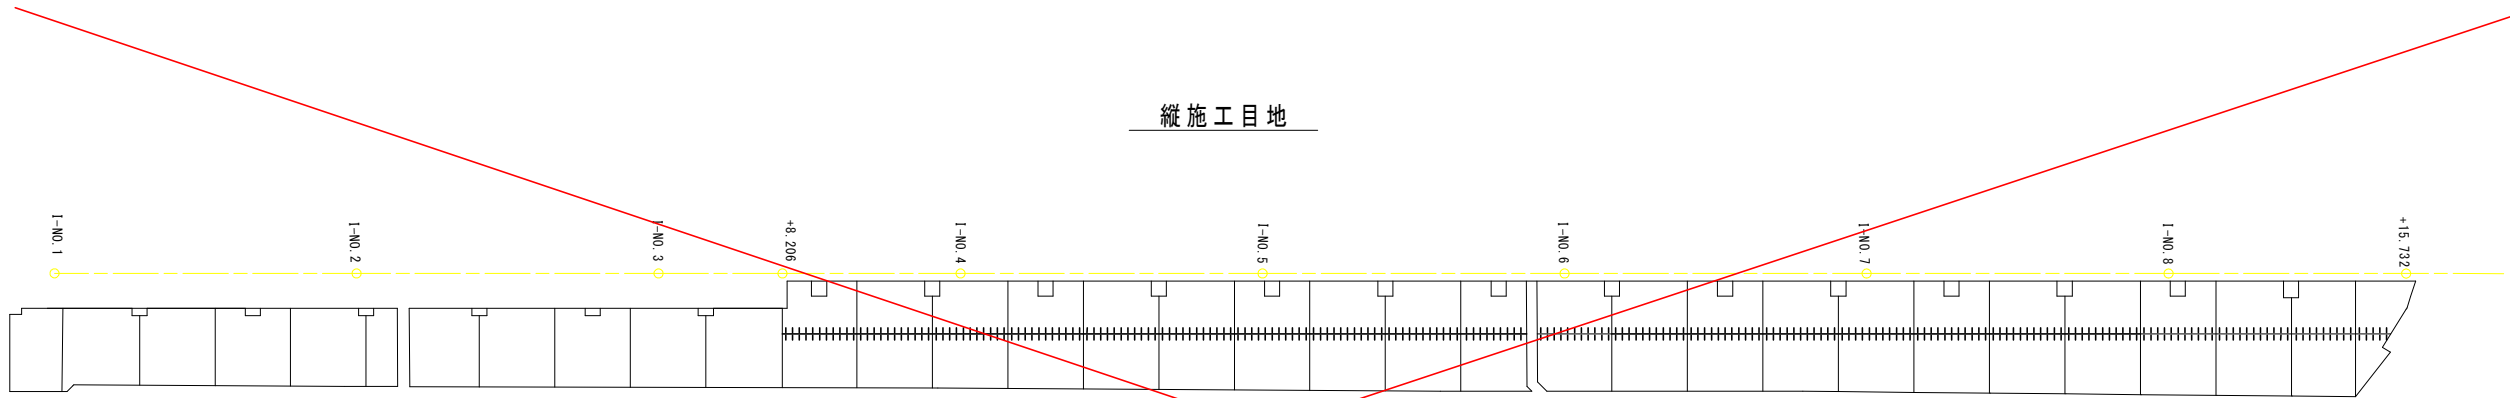 縦施工目地
I-NO.1
I-NO.2
I-NO.3
+8.206
I-NO.4
I-NO.5
I-NO.6
I-NO.7
I-NO.8
+15.732